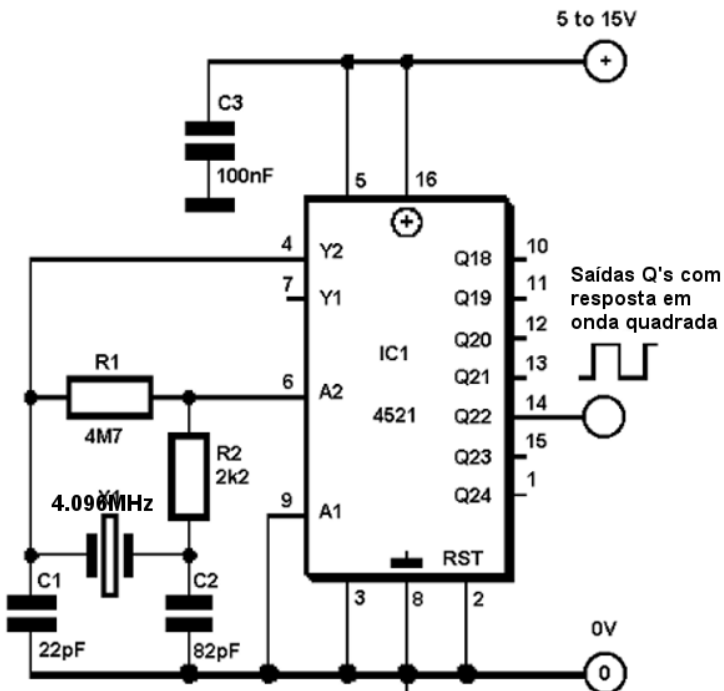 5 to 15V
+
C3
100nF
5
16
+
4
Y2
Q18
10
7
Y1
Q19
11
Saídas Q's com
resposta em
onda quadrada
Q20
12
IC1
Q21
13
R1
4M7
6
A2
4521
Q22
14
R2
2k2
Q23
15
Q24
1
4.096MHz
9
A1
RST
C1
22pF
C2
82pF
3
8
2
0V
0